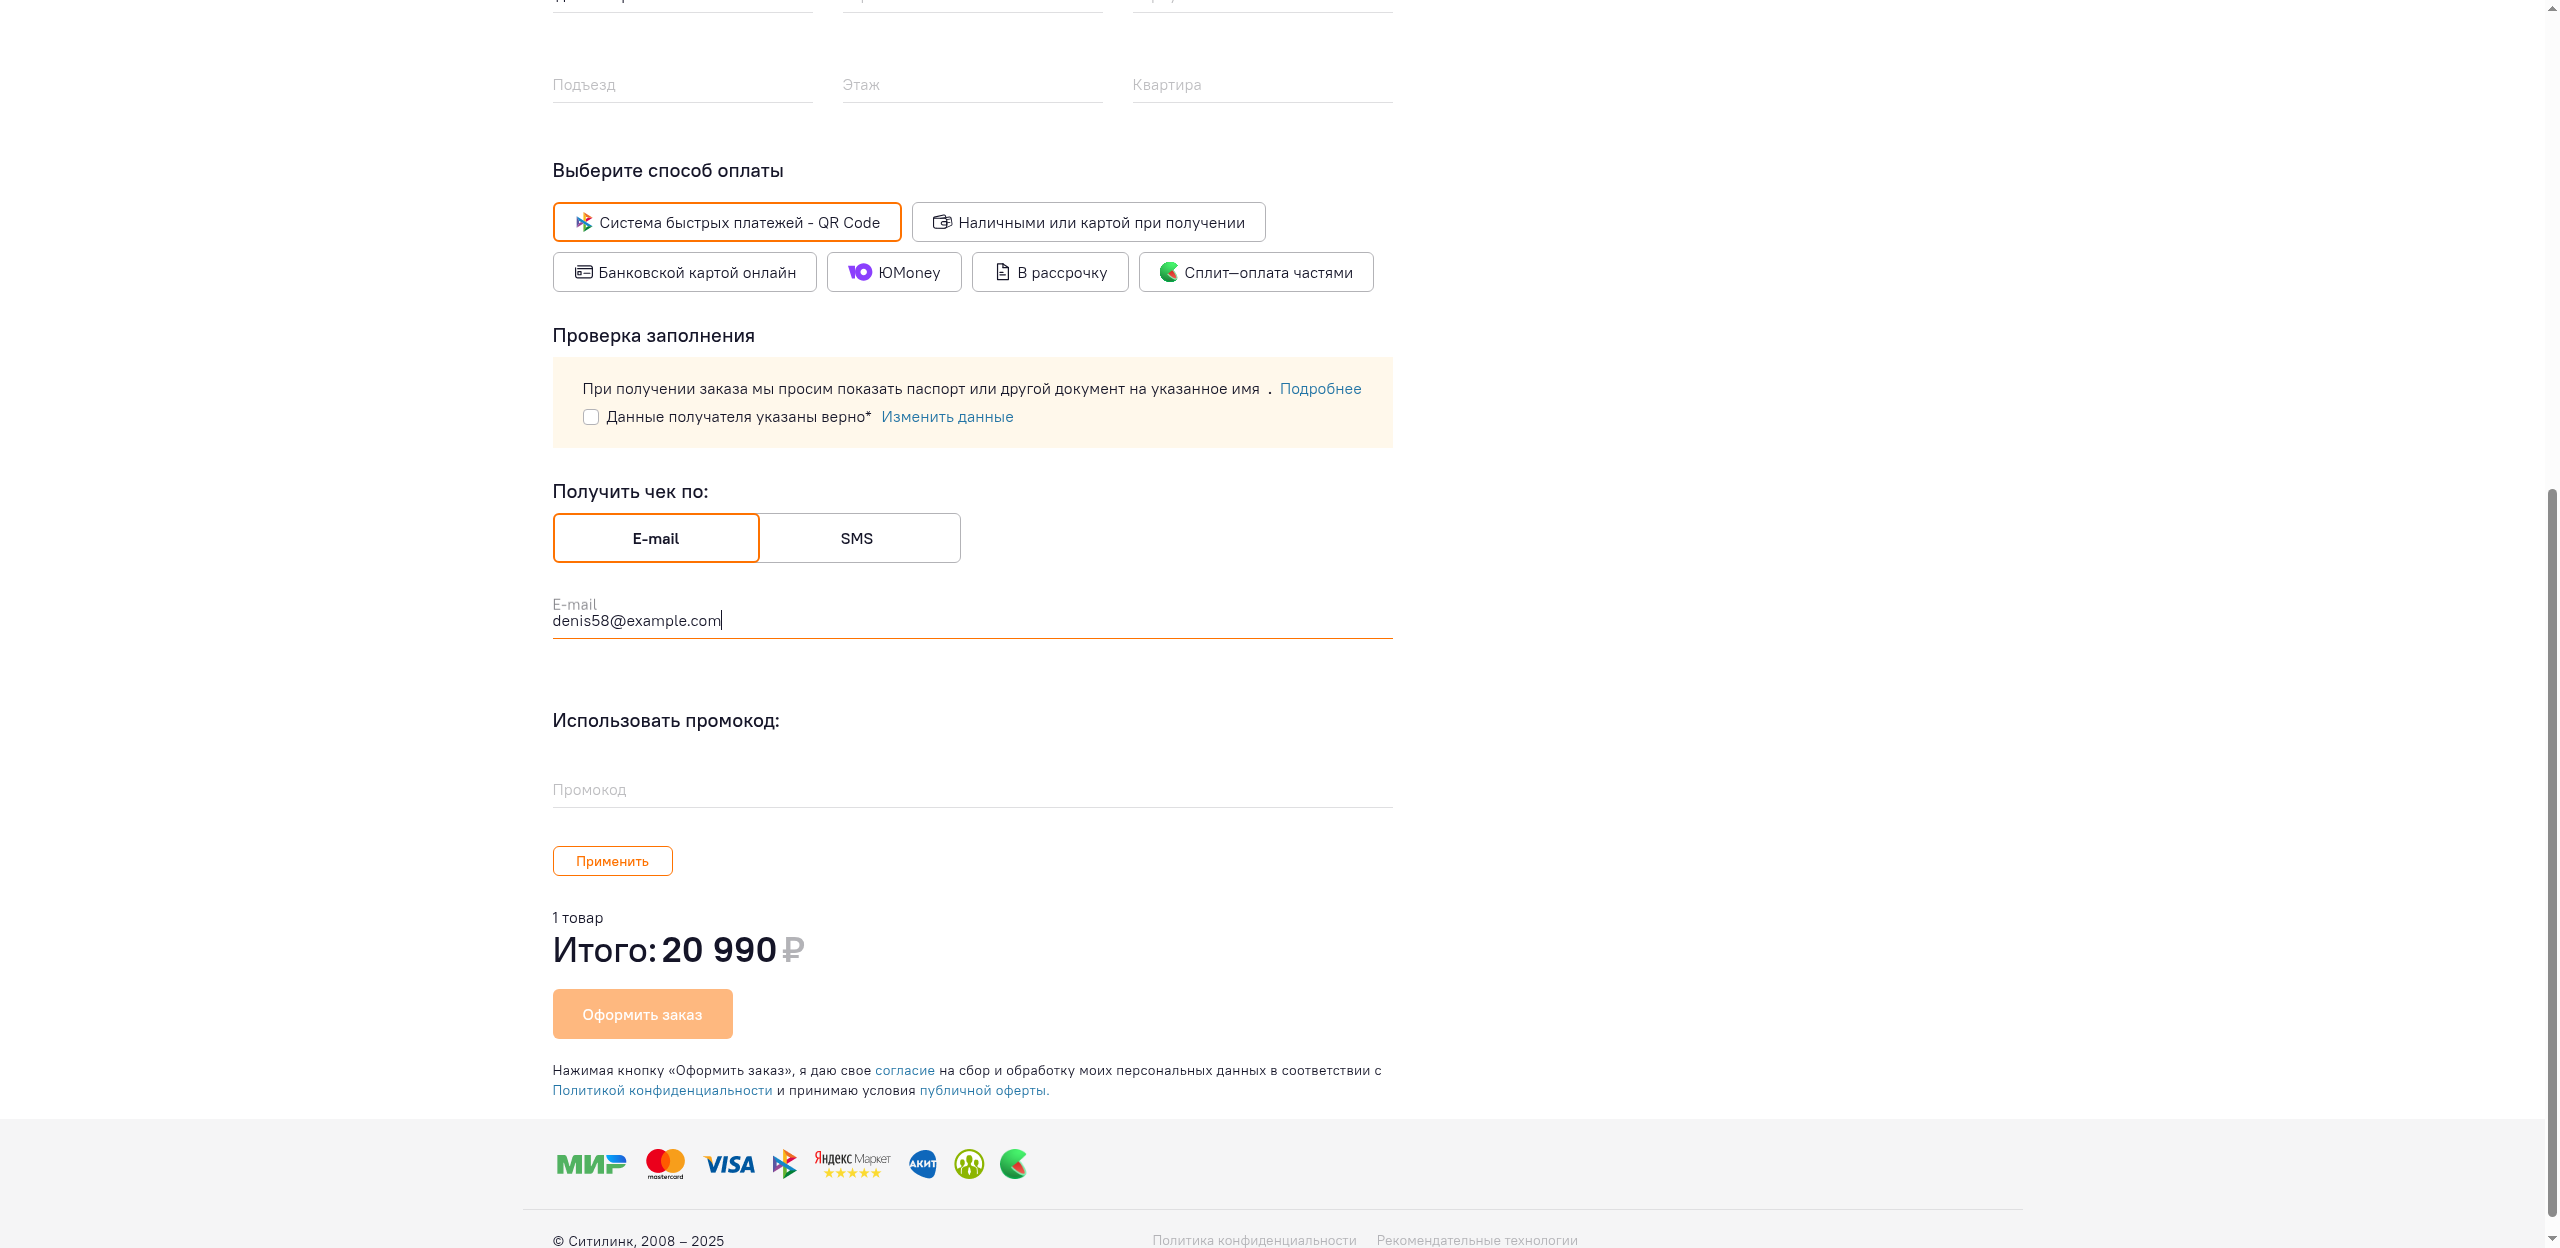 Подъезд Этаж Квартира
Выберите способ оплаты
Система быстрых платежей - QR Code Наличными или картой при получении
Банковской картой онлайн ЮMoney В рассрочку Сплит—оплата частями
Проверка заполнения
При получении заказа мы просим показать паспорт или другой документ на указанное имя . Подробнее
Данные получателя указаны верно* Изменить данные
Получить чек по:
E-mail SMS
E-mail
denis58@example.com
Использовать промокод:
Промокод
Применить
1 товар
Итого: 20 990 ₽
Оформить заказ
Нажимая кнопку «Оформить заказ», я даю свое согласие на сбор и обработку моих персональных данных в соответствии с
Политикой конфиденциальности и принимаю условия публичной оферты.
МИР mastercard VISA Яндекс Маркет АКИТ
© Ситилинк, 2008 – 2025 Политика конфиденциальности Рекомендательные технологии